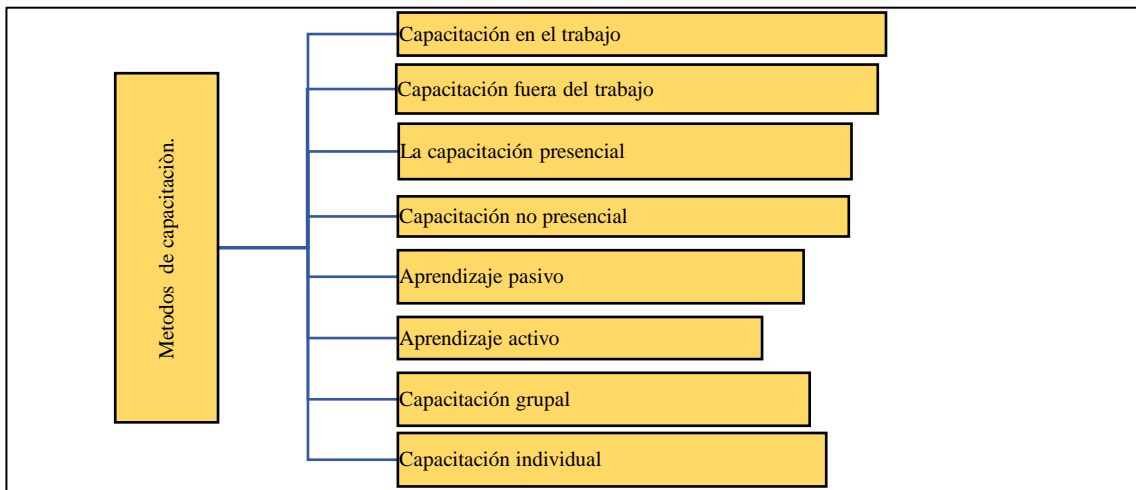 Metodos de capacitaciòn.
Capacitación en el trabajo
Capacitación fuera del trabajo
La capacitación presencial
Capacitación no presencial
Aprendizaje pasivo
Aprendizaje activo
Capacitación grupal
Capacitación individual